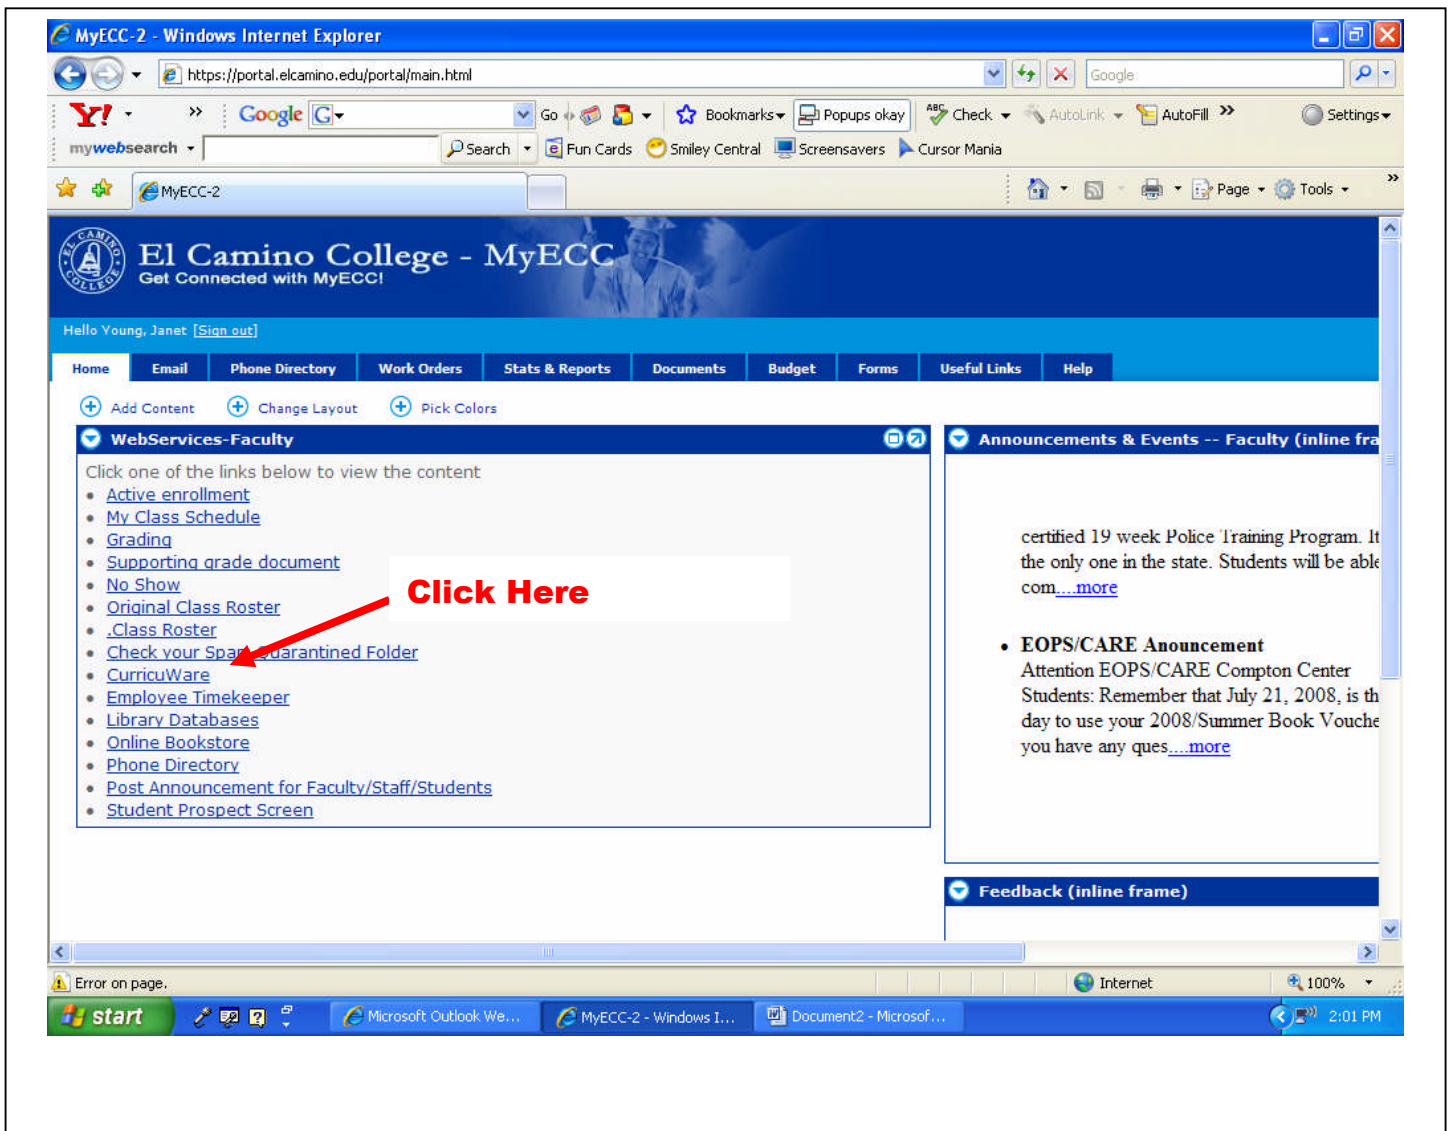 MyECC-2 - Windows Internet Explorer
https://portal.elcamino.edu/portal/main.html
Google
Y! Google G Go Bookmarks Popups okay ABC Check AutoLink AutoFill Settings
mywebsearch Search Fun Cards Smiley Central Screensavers Cursor Mania
MyECC-2 Page Tools
EL CAMINO COLLEGE
El Camino College - MyECC
Get Connected with MyECC!
Hello Young, Janet [Sign out]
Home Email Phone Directory Work Orders Stats & Reports Documents Budget Forms Useful Links Help
Add Content Change Layout Pick Colors
WebServices-Faculty
Click one of the links below to view the content
Active enrollment
My Class Schedule
Grading
Supporting grade document
No Show
Original Class Roster
.Class Roster
Check your Spam Quarantined Folder
CurricuWare
Employee Timekeeper
Library Databases
Online Bookstore
Phone Directory
Post Announcement for Faculty/Staff/Students
Student Prospect Screen
Click Here
Announcements & Events -- Faculty (inline fra
certified 19 week Police Training Program. It
the only one in the state. Students will be able
com....more
EOPS/CARE Anouncement
Attention EOPS/CARE Compton Center
Students: Remember that July 21, 2008, is th
day to use your 2008/Summer Book Vouche
you have any ques....more
Feedback (inline frame)
Error on page. Internet 100%
start Microsoft Outlook We... MyECC-2 - Windows I... Document2 - Microsof... 2:01 PM